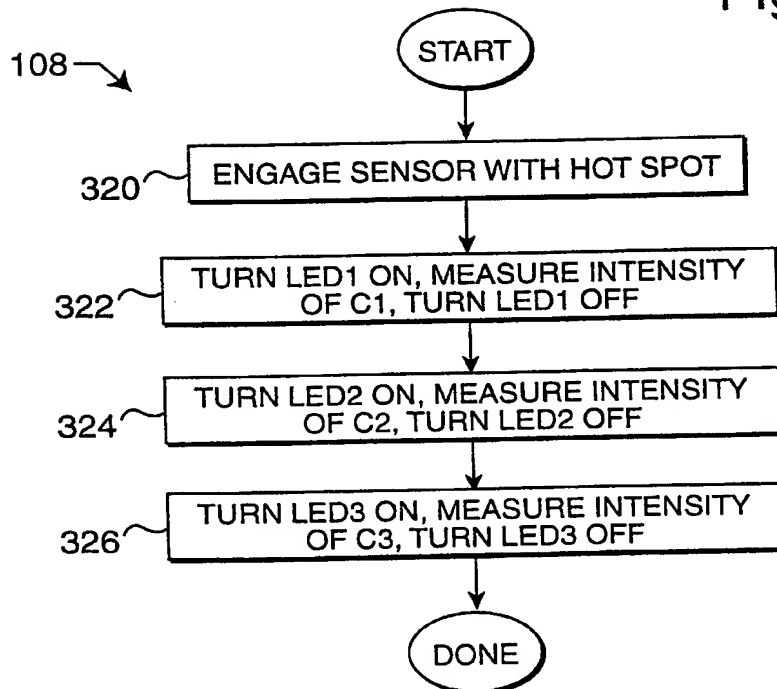 START
108
ENGAGE SENSOR WITH HOT SPOT
320
TURN LED1 ON, MEASURE INTENSITY
OF C1, TURN LED1 OFF
322
TURN LED2 ON, MEASURE INTENSITY
OF C2, TURN LED2 OFF
324
TURN LED3 ON, MEASURE INTENSITY
OF C3, TURN LED3 OFF
326
DONE